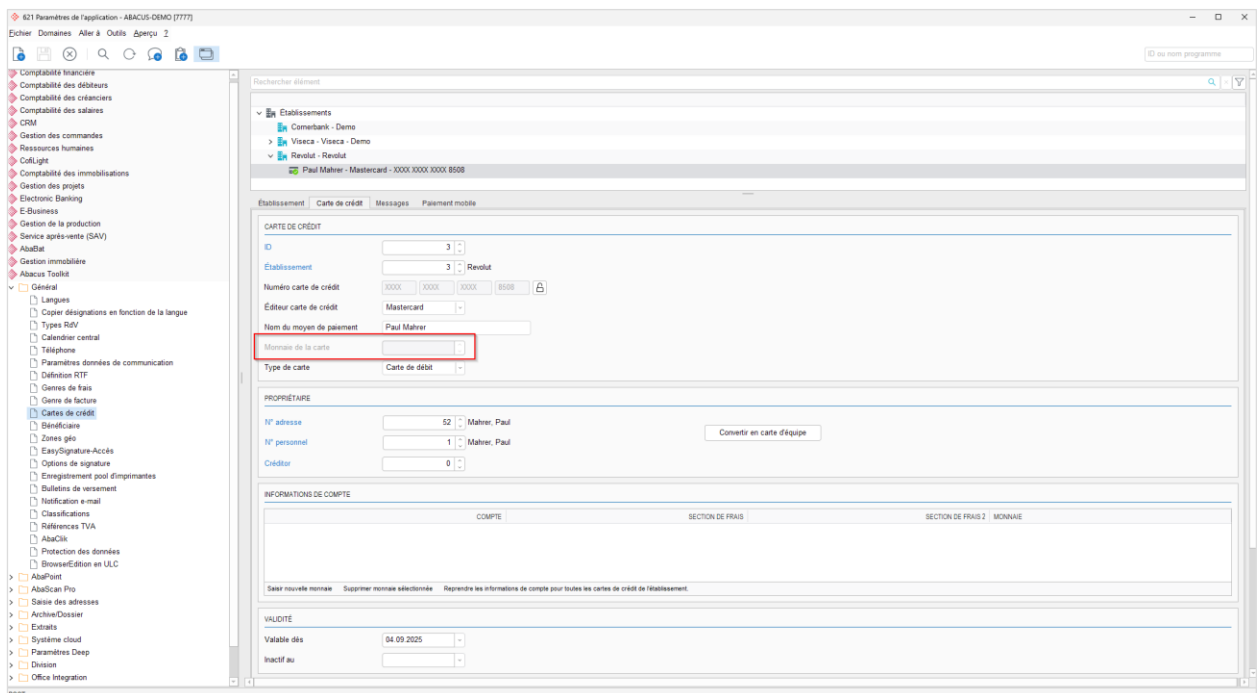 621 Paramètres de l'application - ABACUS-DEMO [7777]
Fichier Domaines Aller à Outils Aperçu ?
ID ou nom programme
Comptabilité financière
Comptabilité des débiteurs
Comptabilité des créanciers
Comptabilité des salaires
CRM
Gestion des commandes
Ressources humaines
CofiLight
Comptabilité des immobilisations
Gestion des projets
Electronic Banking
E-Business
Gestion de la production
Service après-vente (SAV)
AbaBat
Gestion immobilière
Abacus Toolkit
Général
Langues
Copier désignations en fonction de la langue
Types RdV
Calendrier central
Téléphone
Paramètres données de communication
Définition RTF
Genres de frais
Genre de facture
Cartes de crédit
Bénéficiaire
Zones géo
EasySignature-Accès
Options de signature
Enregistrement pool d'imprimantes
Bulletins de versement
Notification e-mail
Classifications
Références TVA
AbaClik
Protection des données
BrowserEdition en ULC
AbaPoint
AbaScan Pro
Saisie des adresses
Archive/Dossier
Extraits
Système cloud
Paramètres Deep
Division
Office Integration
Rechercher élément
Établissements
Cornerbank - Demo
Viseca - Viseca - Demo
Revolut - Revolut
Paul Mahrer - Mastercard - XXXX XXXX XXXX 8508
Établissement Carte de crédit Messages Paiement mobile
CARTE DE CRÉDIT
ID 3
Établissement 3 Revolut
Numéro carte de crédit XXXX XXXX XXXX 8508
Éditeur carte de crédit Mastercard
Nom du moyen de paiement Paul Mahrer
Monnaie de la carte
Type de carte Carte de débit
PROPRIÉTAIRE
N° adresse 52 Mahrer, Paul
Convertir en carte d'équipe
N° personnel 1 Mahrer, Paul
Créditor 0
INFORMATIONS DE COMPTE
COMPTE SECTION DE FRAIS SECTION DE FRAIS 2 MONNAIE
Saisir nouvelle monnaie Supprimer monnaie sélectionnée Reprendre les informations de compte pour toutes les cartes de crédit de l'établissement.
VALIDITÉ
Valable dès 04.09.2025
Inactif au